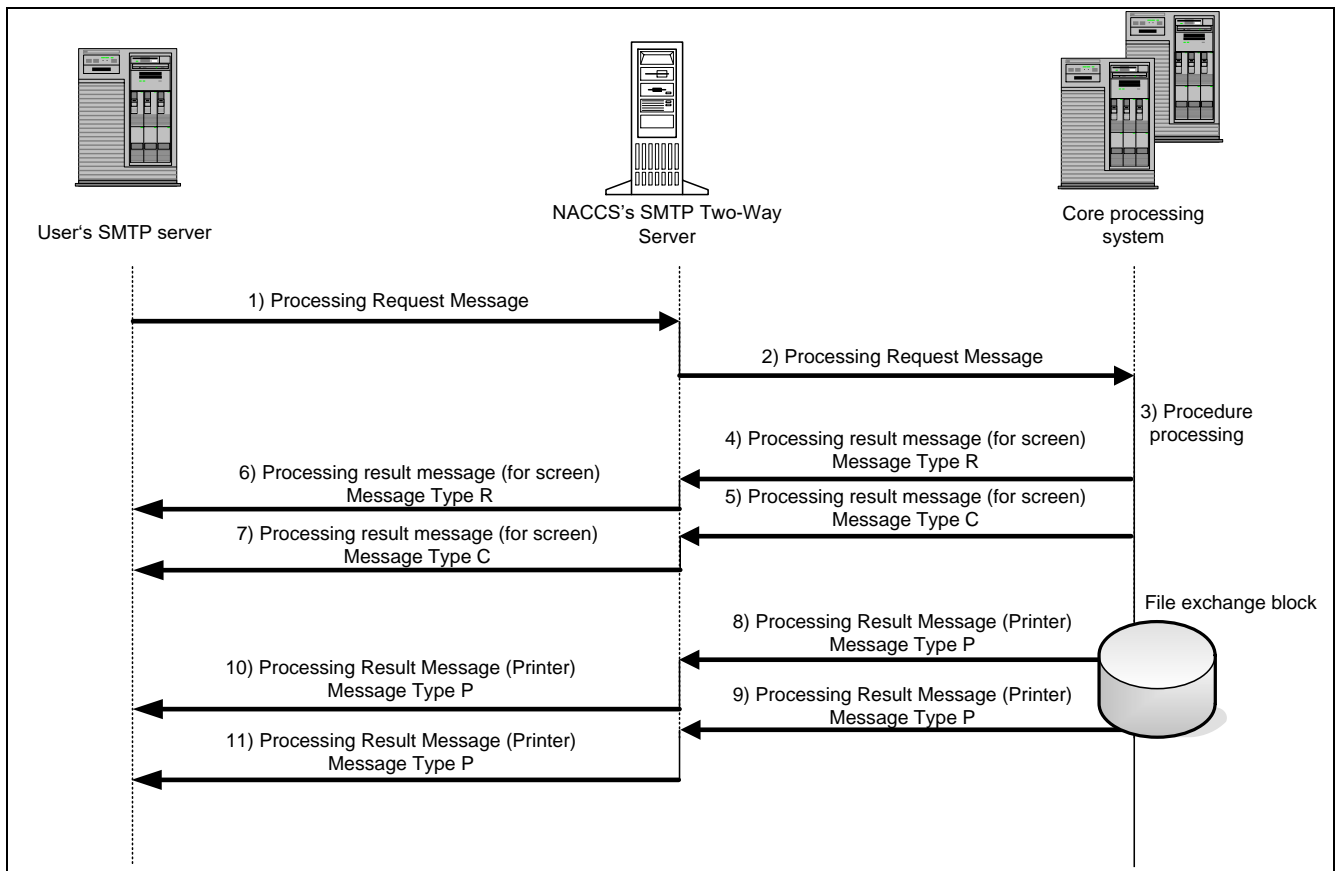 User‘s SMTP server
NACCS’s SMTP Two-Way
Server
Core processing
system
1) Processing Request Message
2) Processing Request Message
3) Procedure
processing
4) Processing result message (for screen)
Message Type R
6) Processing result message (for screen)
Message Type R
5) Processing result message (for screen)
Message Type C
7) Processing result message (for screen)
Message Type C
File exchange block
8) Processing Result Message (Printer)
Message Type P
10) Processing Result Message (Printer)
Message Type P
9) Processing Result Message (Printer)
Message Type P
11) Processing Result Message (Printer)
Message Type P